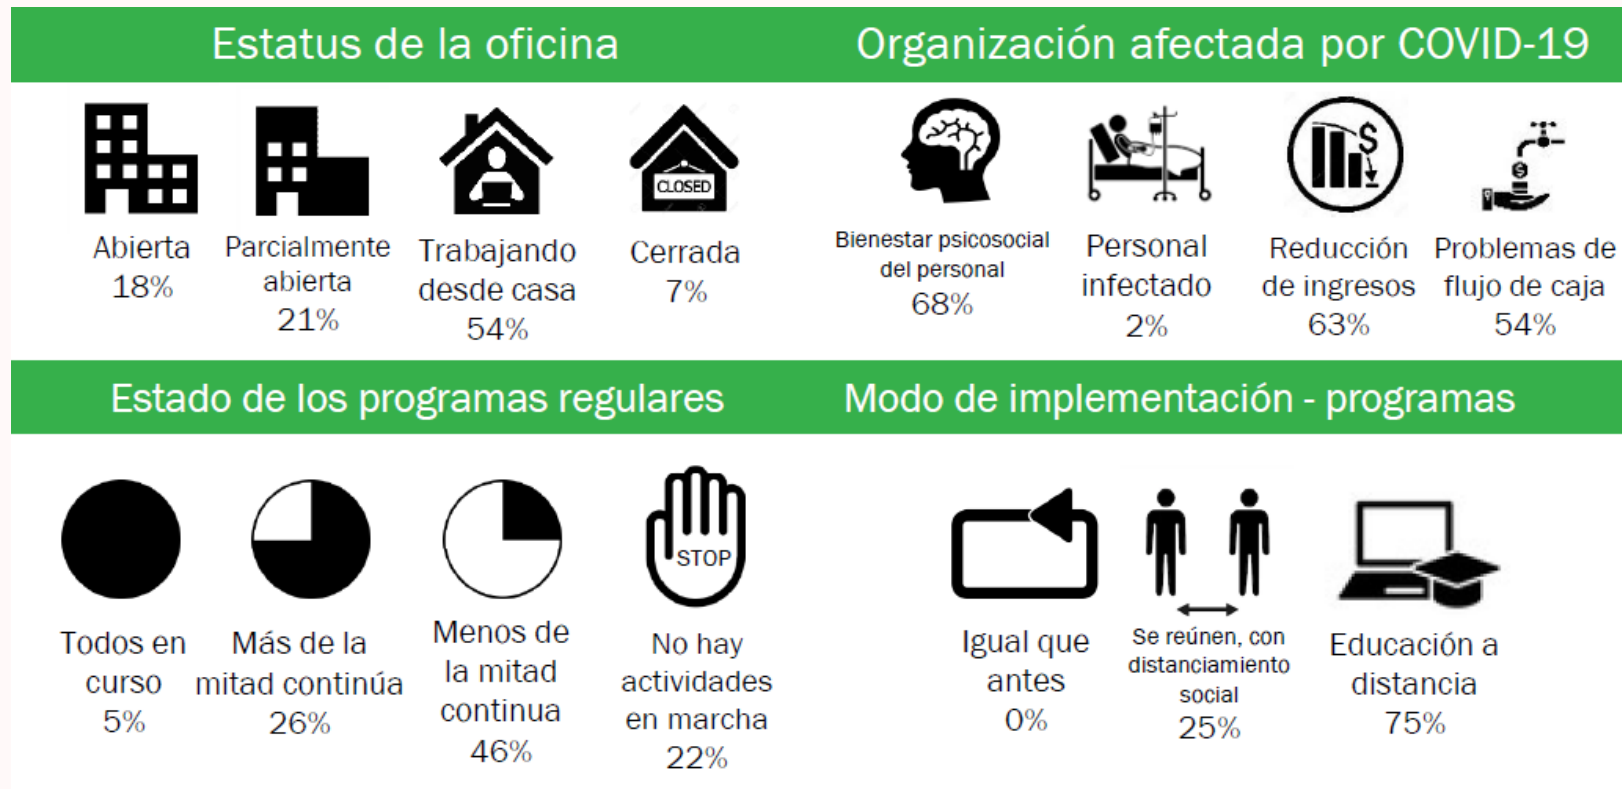 Estatus de la oficina
Organización afectada por COVID-19
CLOSED
Abierta
18%
Parcialmente
abierta
21%
Trabajando
desde casa
54%
Cerrada
7%
Bienestar psicosocial
del personal
68%
Personal
infectado
2%
$
Reducción
de ingresos
63%
$
Problemas de
flujo de caja
54%
Estado de los programas regulares
Modo de implementación - programas
Todos en
curso
5%
Más de la
mitad continúa
26%
Menos de
la mitad
continua
46%
STOP
No hay
actividades
en marcha
22%
Igual que
antes
0%
Se reúnen, con
distanciamiento
social
25%
Educación a
distancia
75%